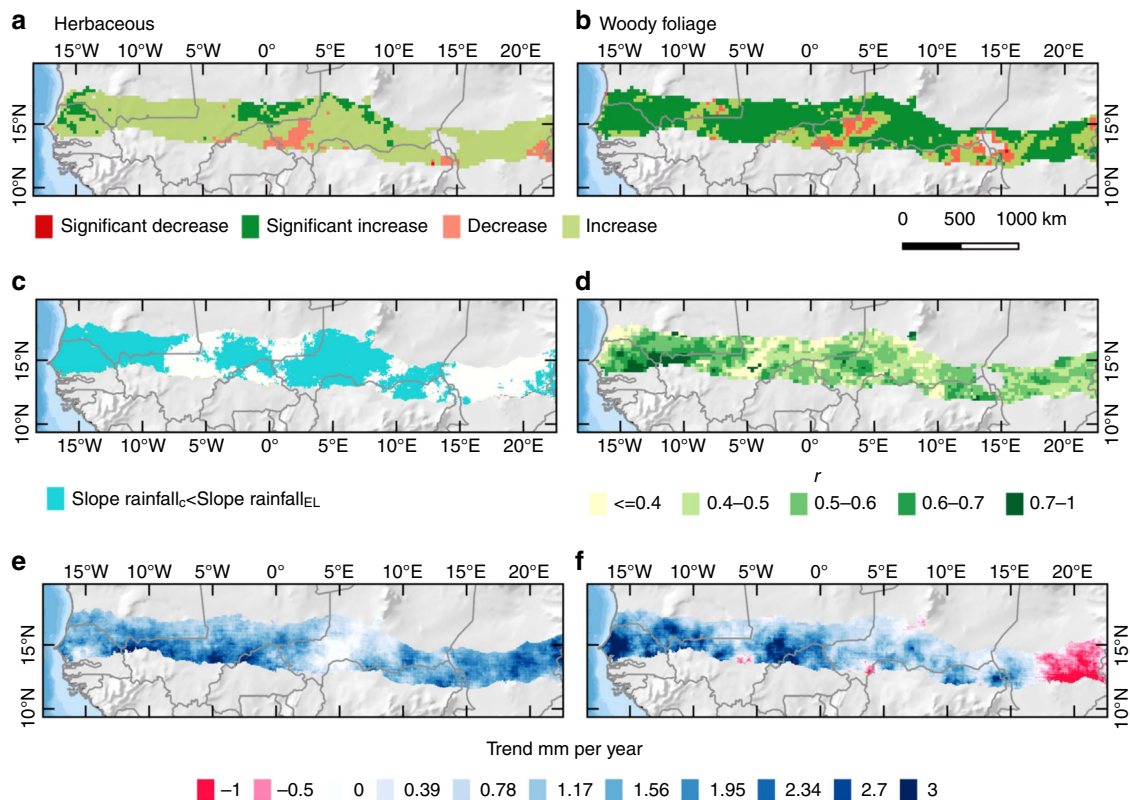 a Herbaceous
15°W 10°W 5°W 0° 5°E 10°E 15°E 20°E
15°N
10°N
b Woody foliage
15°W 10°W 5°W 0° 5°E 10°E 15°E 20°E
15°N
10°N
Significant decrease Significant increase Decrease Increase
0 500 1000 km
c
15°N
10°N
15°W 10°W 5°W 0° 5°E 10°E 15°E 20°E
Slope rainfallc<Slope rainfallEL
d
15°N
10°N
15°W 10°W 5°W 0° 5°E 10°E 15°E 20°E
r
<=0.4 0.4–0.5 0.5–0.6 0.6–0.7 0.7–1
e
15°W 10°W 5°W 0° 5°E 10°E 15°E 20°E
15°N
10°N
f
15°W 10°W 5°W 0° 5°E 10°E 15°E 20°E
15°N
10°N
Trend mm per year
–1 –0.5 0 0.39 0.78 1.17 1.56 1.95 2.34 2.7 3